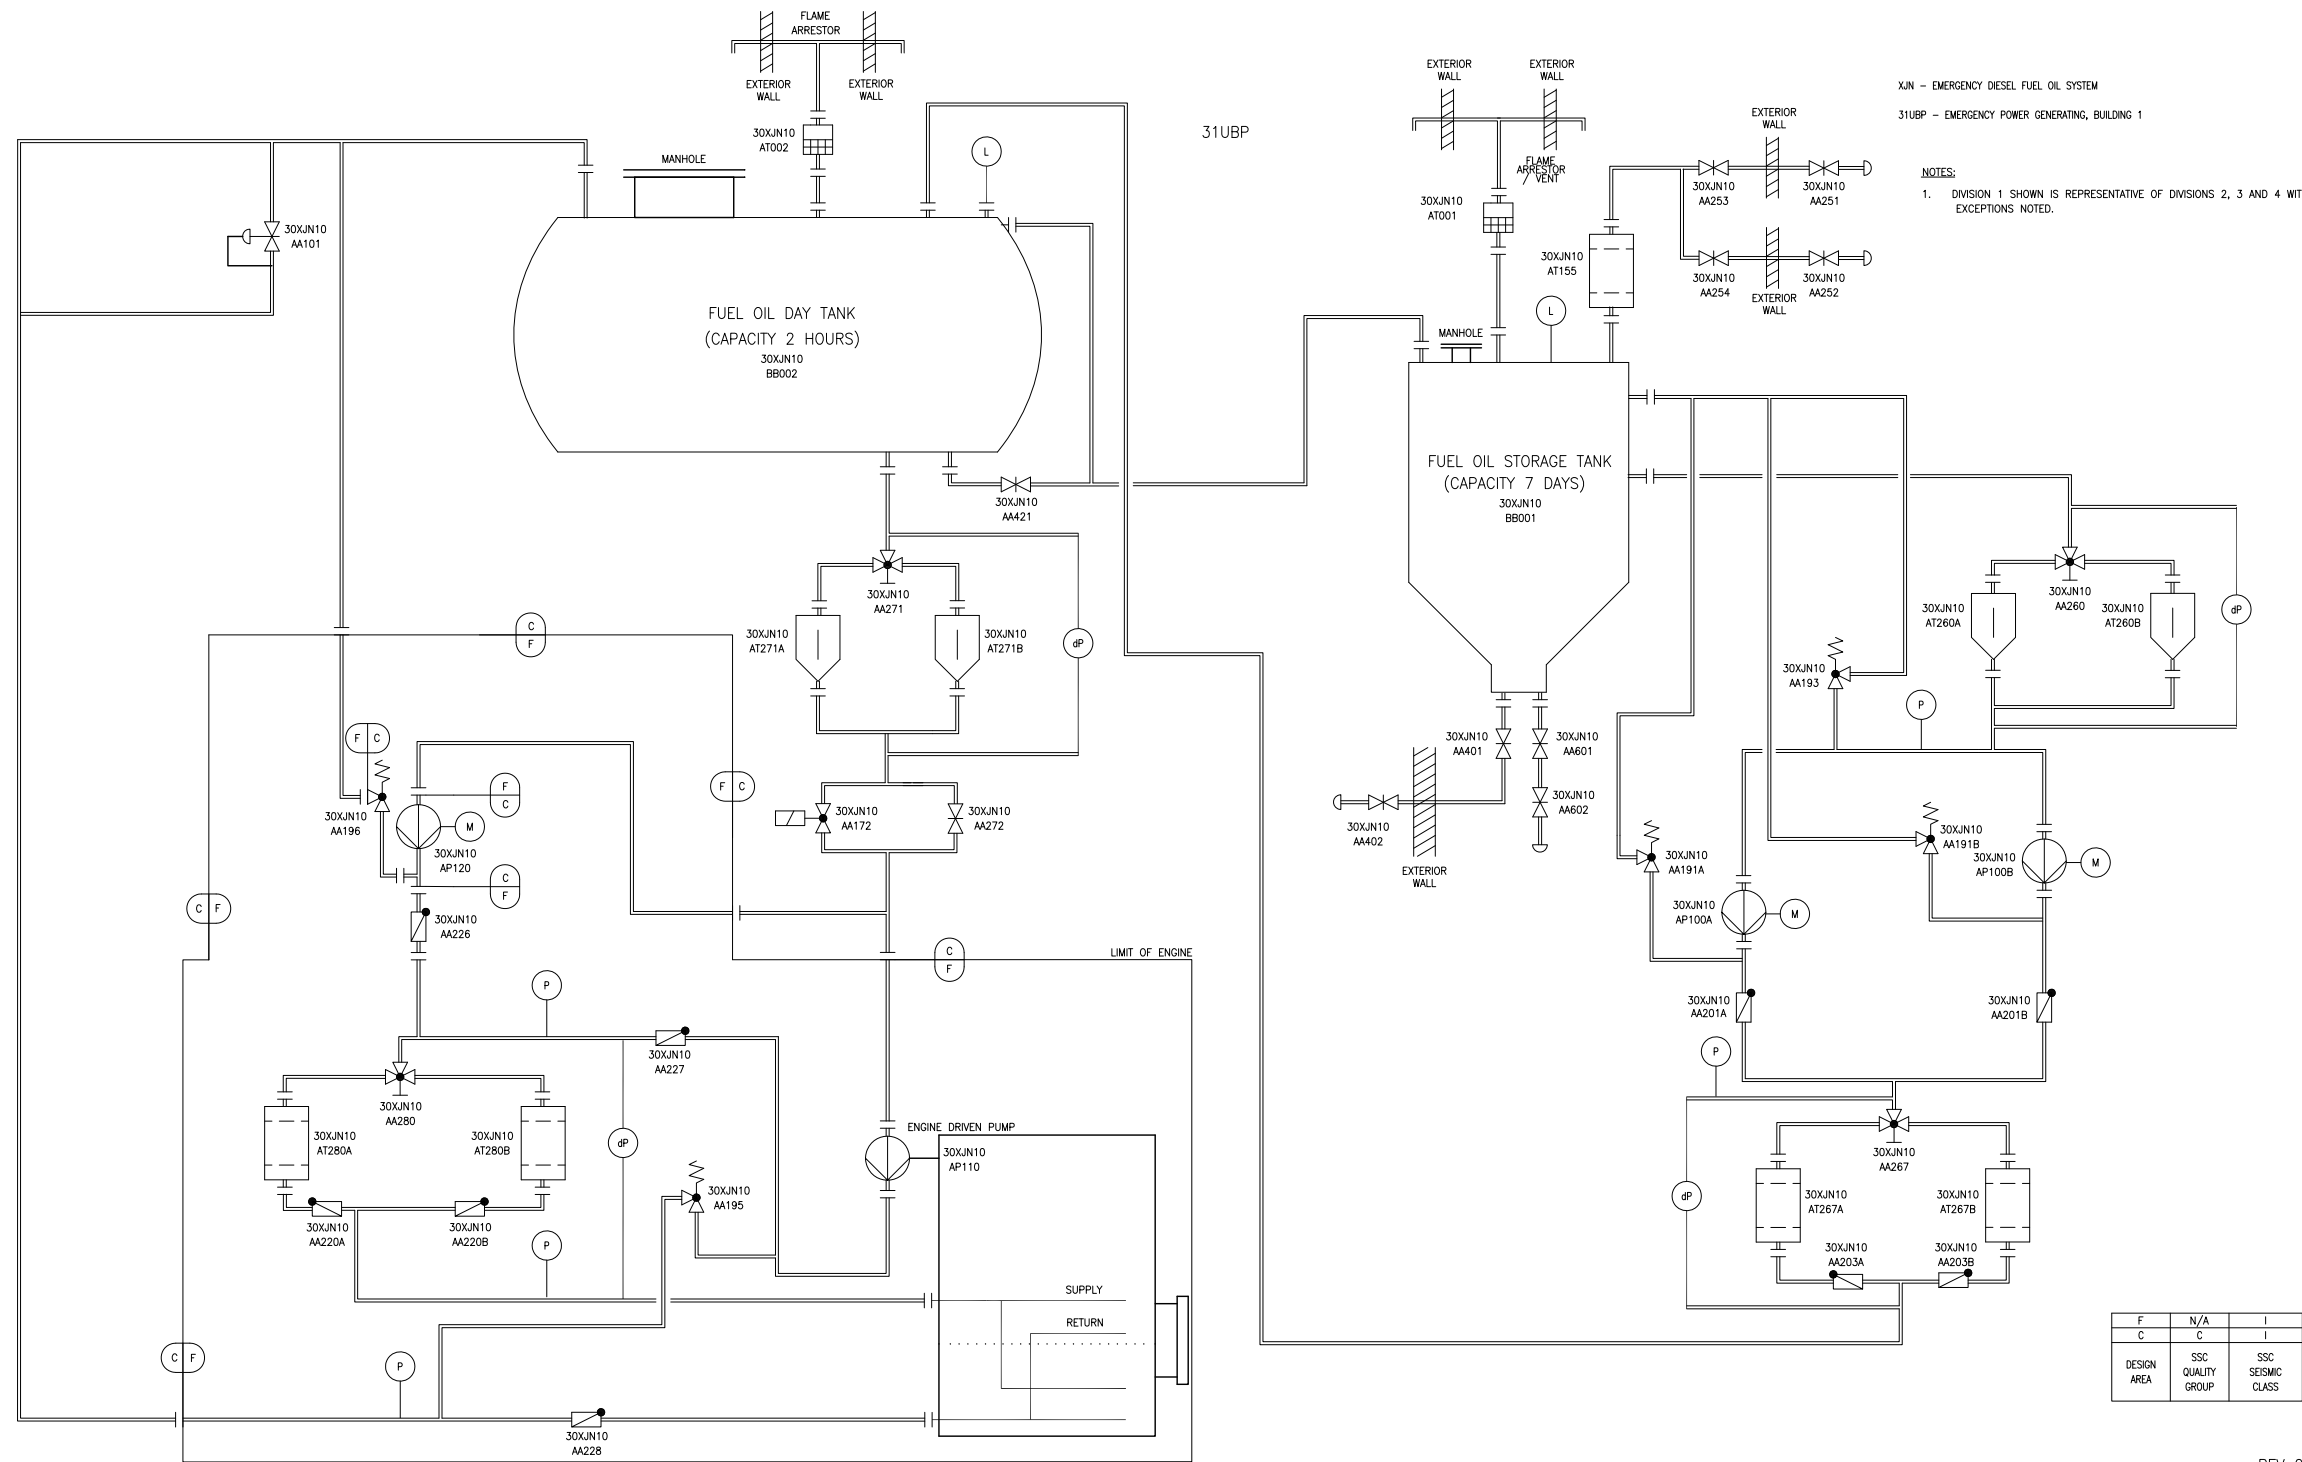 FLAME
ARRESTOR
EXTERIOR
WALL
EXTERIOR
WALL
30XJN10
AT002
MANHOLE
L
31UBP
EXTERIOR
WALL
EXTERIOR
WALL
FLAME
ARRESTOR
VENT
30XJN10
AT001
EXTERIOR
WALL
30XJN10
AA253
30XJN10
AA251
30XJN10
AA254
30XJN10
AA252
EXTERIOR
WALL
30XJN10
AT155
L
MANHOLE
XJN – EMERGENCY DIESEL FUEL OIL SYSTEM
31UBP – EMERGENCY POWER GENERATING, BUILDING 1
NOTES:
1. DIVISION 1 SHOWN IS REPRESENTATIVE OF DIVISIONS 2, 3 AND 4 WIT
EXCEPTIONS NOTED.
30XJN10
AA101
FUEL OIL DAY TANK
(CAPACITY 2 HOURS)
30XJN10
BB002
FUEL OIL STORAGE TANK
(CAPACITY 7 DAYS)
30XJN10
BB001
30XJN10
AA421
30XJN10
AA271
30XJN10
AT271A
30XJN10
AT271B
dP
C
F
30XJN10
AA260
30XJN10
AT260A
30XJN10
AT260B
dP
30XJN10
AA193
P
F C
F C
F
C
30XJN10
AA196
M
30XJN10
AP120
C
F
30XJN10
AA172
30XJN10
AA272
30XJN10
AA401
30XJN10
AA601
30XJN10
AA602
30XJN10
AA402
EXTERIOR
WALL
30XJN10
AA191A
30XJN10
AA191B
30XJN10
AP100B
M
30XJN10
AP100A
M
C F
30XJN10
AA226
C
F
LIMIT OF ENGINE
P
30XJN10
AA201A
30XJN10
AA201B
P
30XJN10
AA227
30XJN10
AA280
30XJN10
AT280A
30XJN10
AT280B
dP
ENGINE DRIVEN PUMP
30XJN10
AP110
30XJN10
AA195
30XJN10
AA220A
30XJN10
AA220B
P
30XJN10
AA267
dP
30XJN10
AT267A
30XJN10
AT267B
30XJN10
AA203A
30XJN10
AA203B
SUPPLY
RETURN
C F
P
30XJN10
AA228
F N/A I
C C I
DESIGN
AREA
SSC
QUALITY
GROUP
SSC
SEISMIC
CLASS